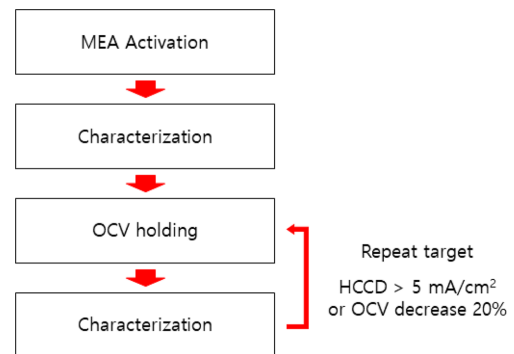 MEA Activation
Characterization
OCV holding
Characterization
Repeat target
HCCD > 5 mA/cm²
or OCV decrease 20%